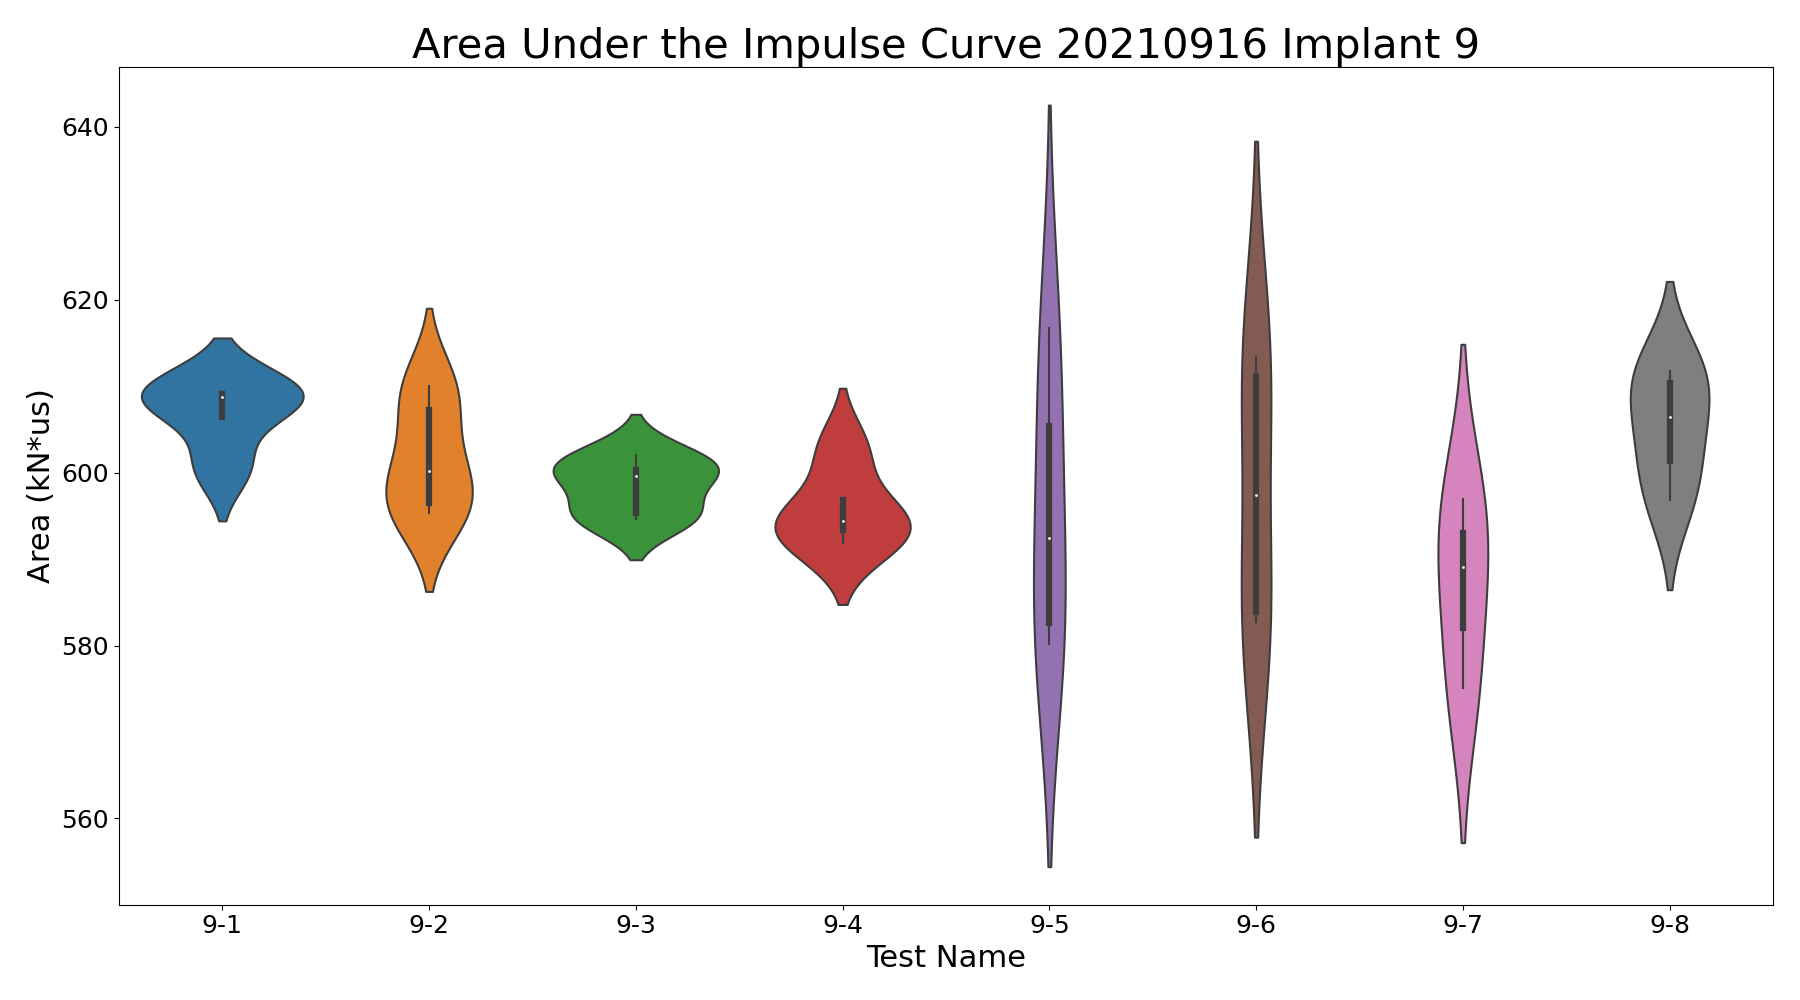 Area Under the Impulse Curve 20210916 Implant 9
Area (kN*us)
640
620
600
580
560
9-1 9-2 9-3 9-4 9-5 9-6 9-7 9-8
Test Name